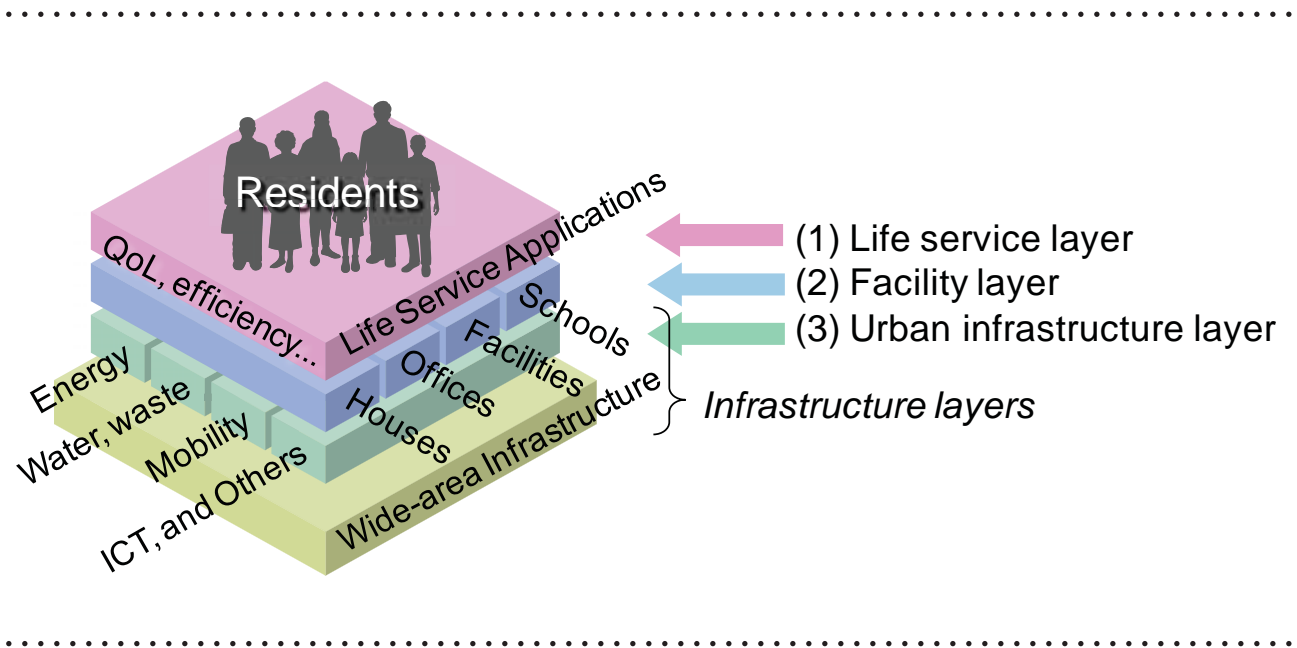 Residents
QoL, efficiency...
Life Service Applications
Houses
Offices
Facilities
Schools
Energy
Water, waste
Mobility
ICT, and Others
Wide-area Infrastructure
(1) Life service layer
(2) Facility layer
(3) Urban infrastructure layer
Infrastructure layers